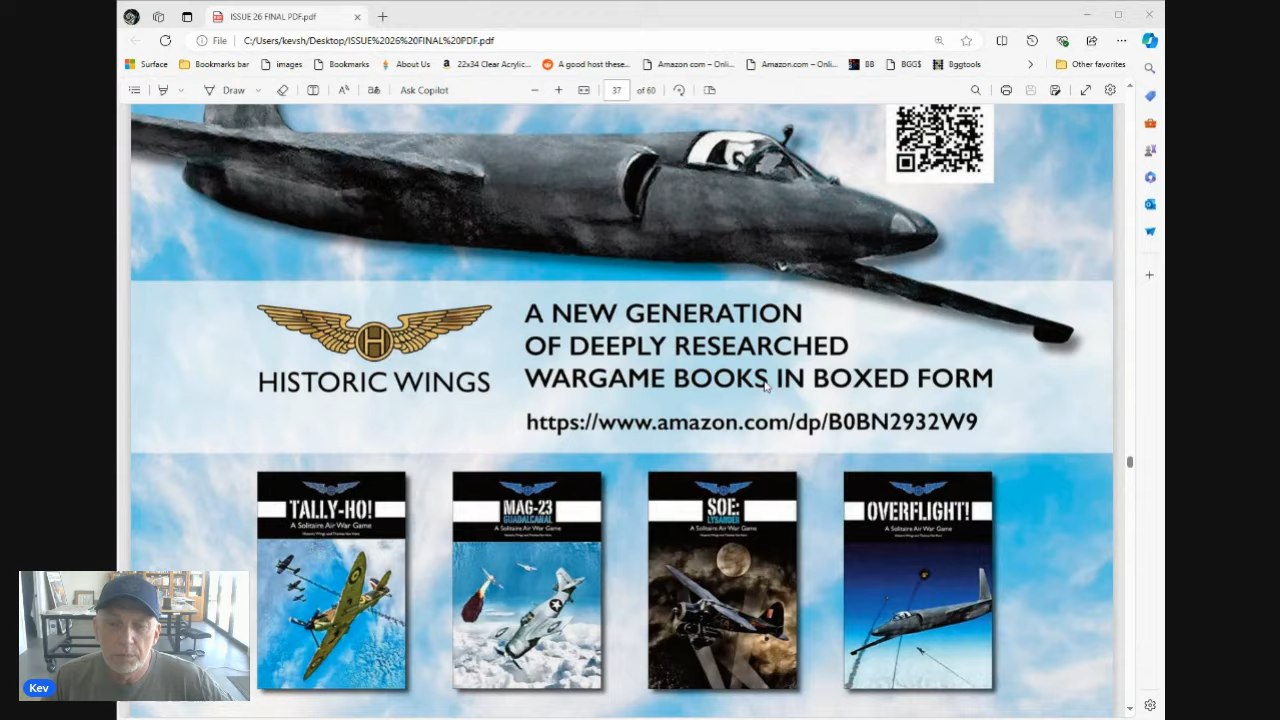 ISSUE 26 FINAL PDF.pdf
File
C:/Users/kevsh/Desktop/ISSUE%2026%20FINAL%20PDF.pdf
Surface
Bookmarks bar
images
Bookmarks
About Us
22x34 Clear Acrylic...
A good host these...
Amazon com – Onli...
Amazon.com – Onli...
BB
BGG$
Bggtools
Other favorites
Draw
Ask Copilot
37
of 60
HISTORIC WINGS
A NEW GENERATION
OF DEEPLY RESEARCHED
WARGAME BOOKS IN BOXED FORM
https://www.amazon.com/dp/B0BN2932W9
TALLY-HO!
A Solitaire Air War Game
MAG-23
GUADALCANAL
A Solitaire Air War Game
SOE:
LYSANDER
A Solitaire Air War Game
OVERFLIGHT!
A Solitaire Air War Game
Kev